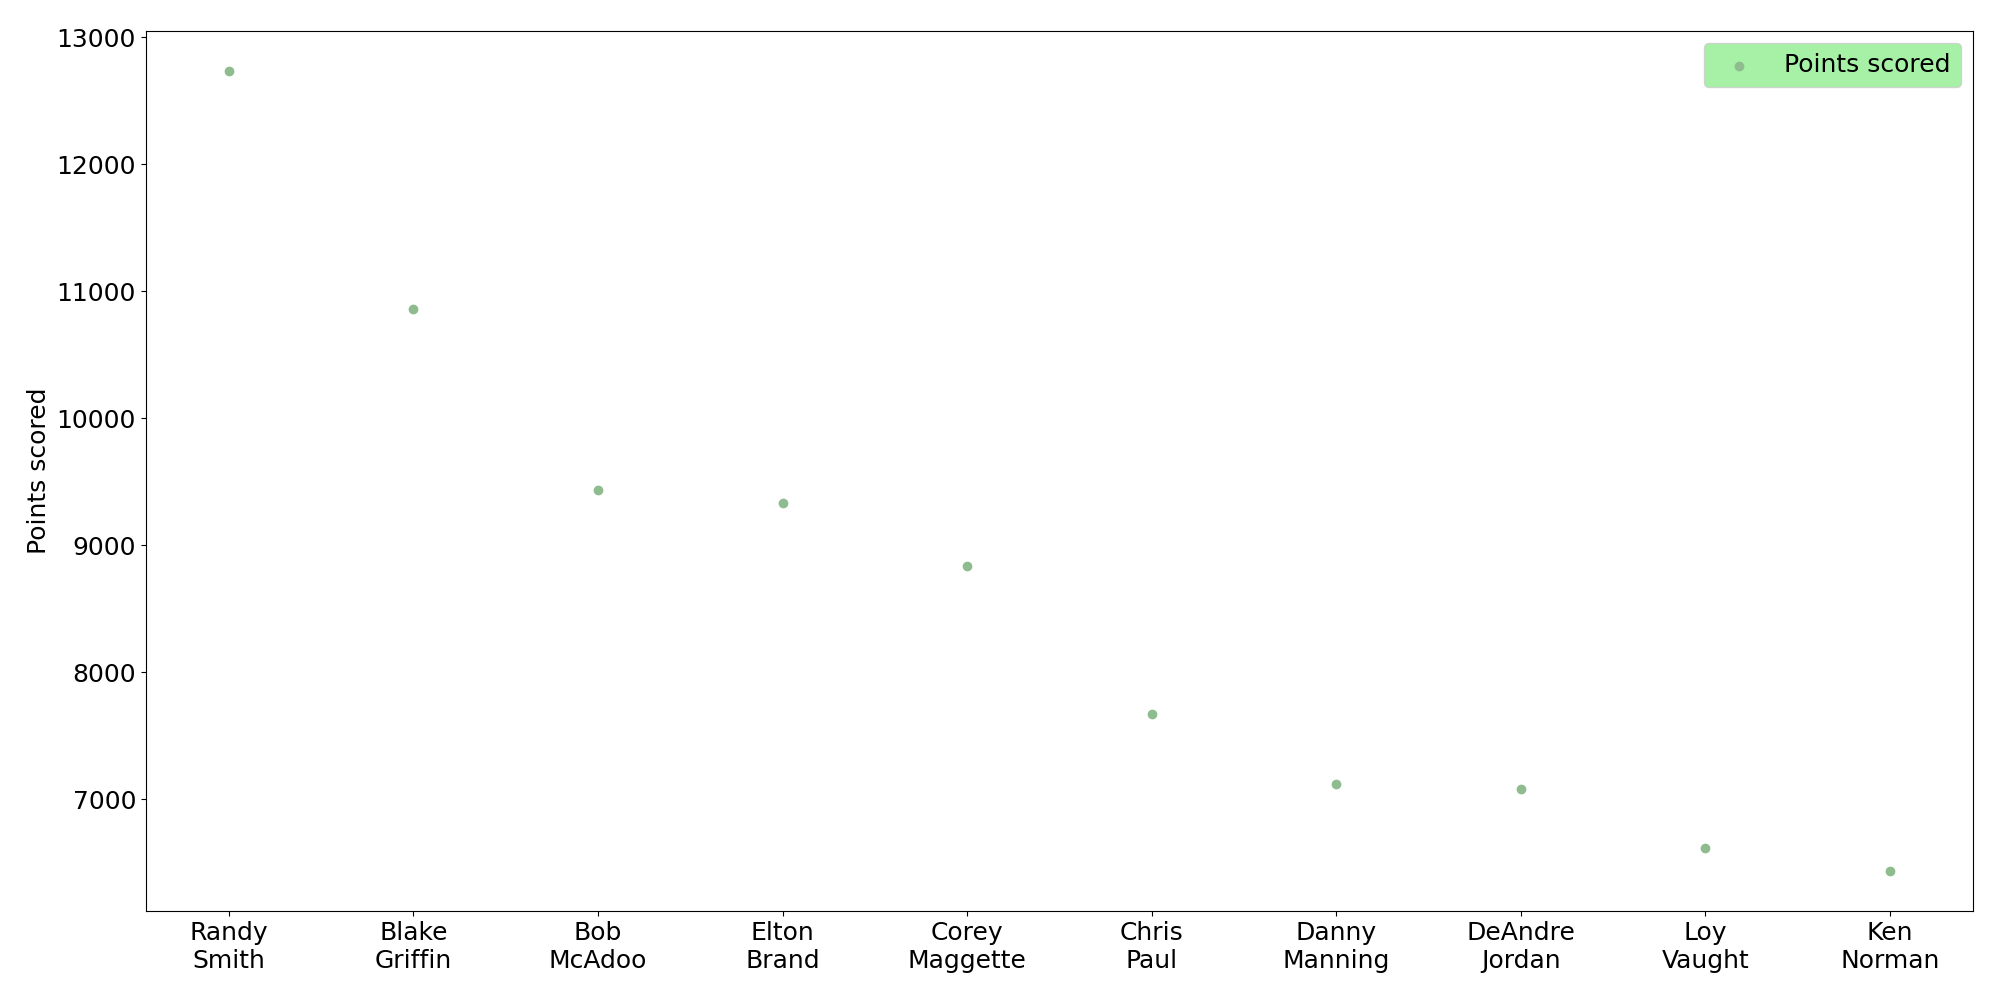 Points scored
13000
12000
11000
10000
9000
8000
7000
Points scored
Randy
Smith
Blake
Griffin
Bob
McAdoo
Elton
Brand
Corey
Maggette
Chris
Paul
Danny
Manning
DeAndre
Jordan
Loy
Vaught
Ken
Norman